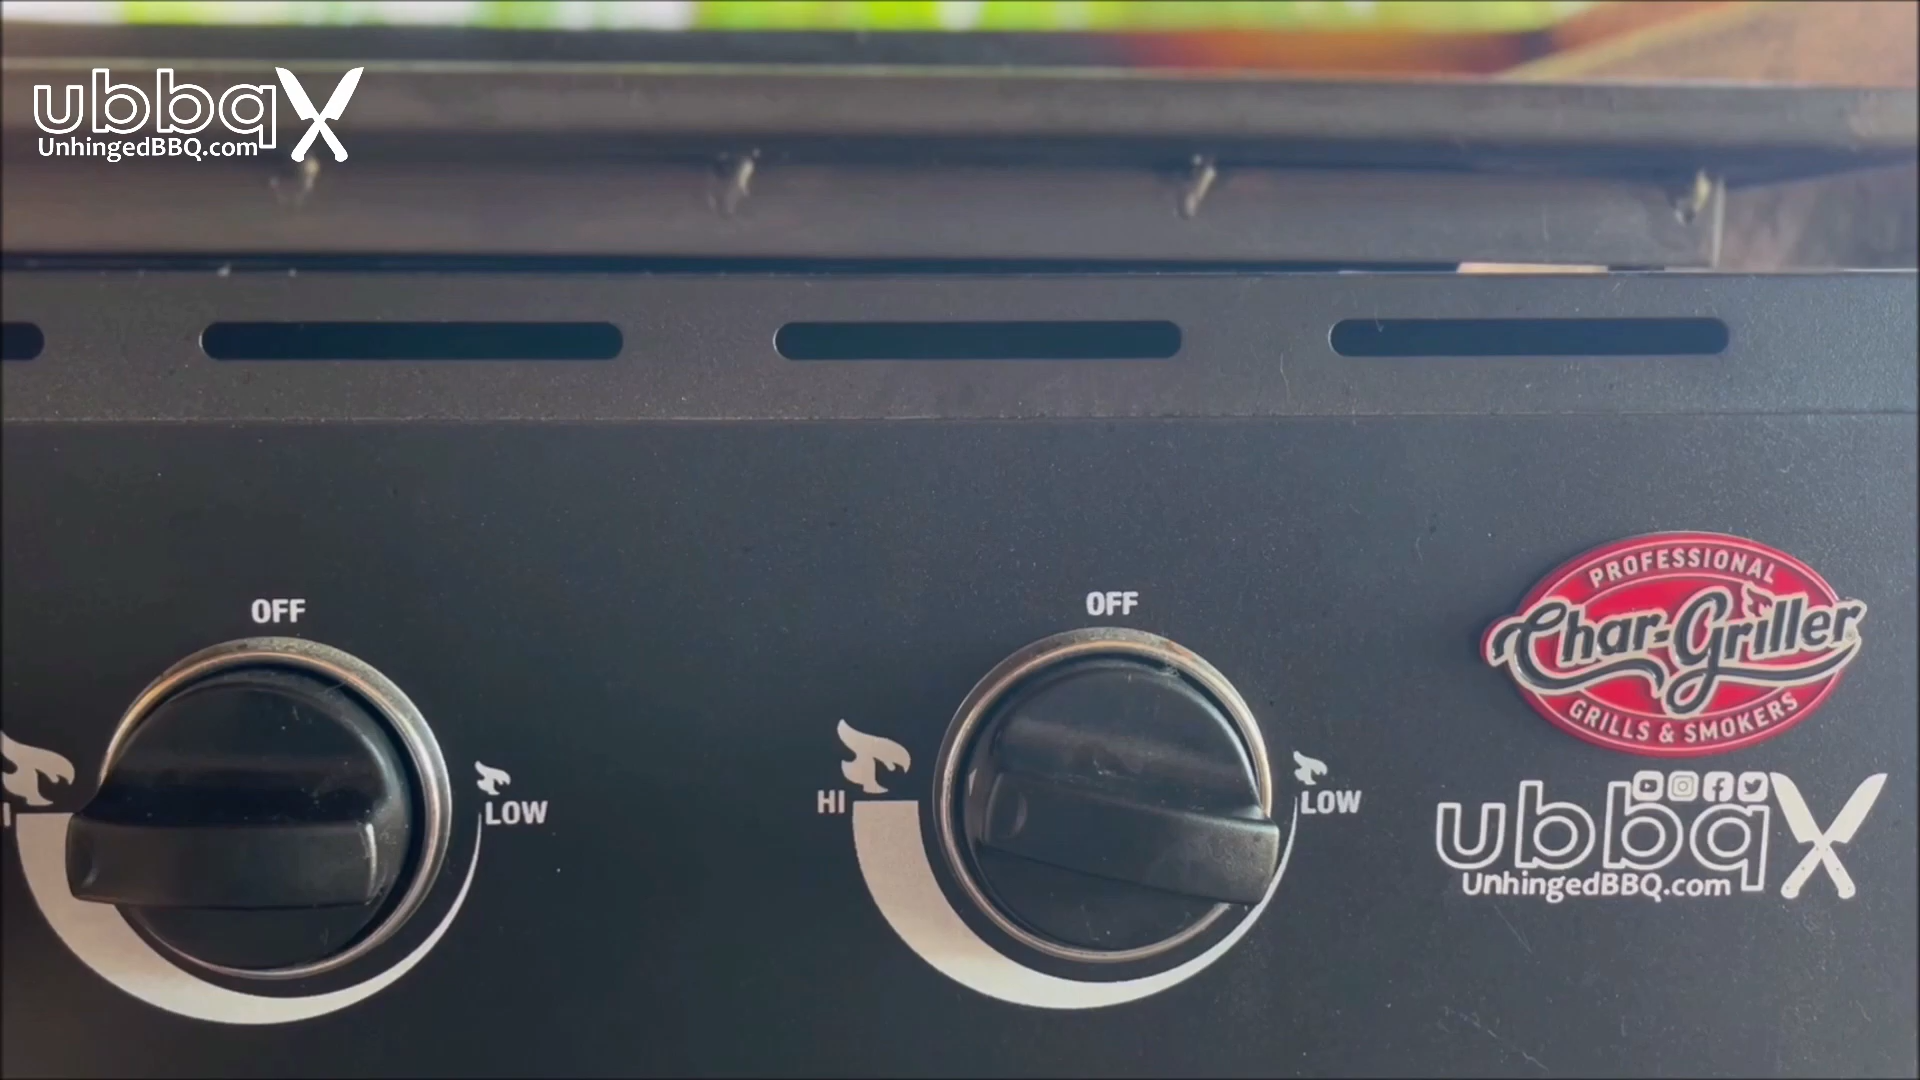 ubbq
UnhingedBBQ.com
OFF
LOW
OFF
HI
LOW
PROFESSIONAL
Char-Griller
GRILLS & SMOKERS
ubbq
UnhingedBBQ.com